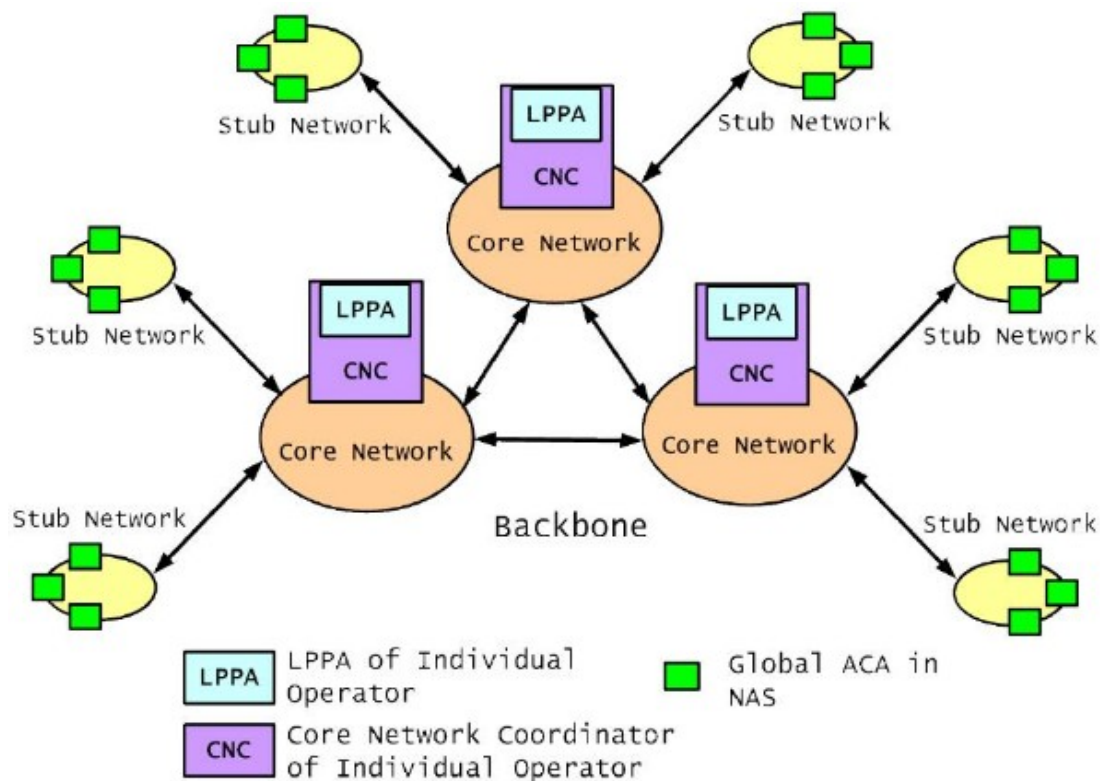 Stub Network
Stub Network
LPPA
CNC
Core Network
Stub Network
LPPA
CNC
Core Network
LPPA
CNC
Core Network
Stub Network
Stub Network
Stub Network
Backbone
LPPA
LPPA of Individual
Operator
CNC
Core Network Coordinator
of Individual Operator
Global ACA in
NAS